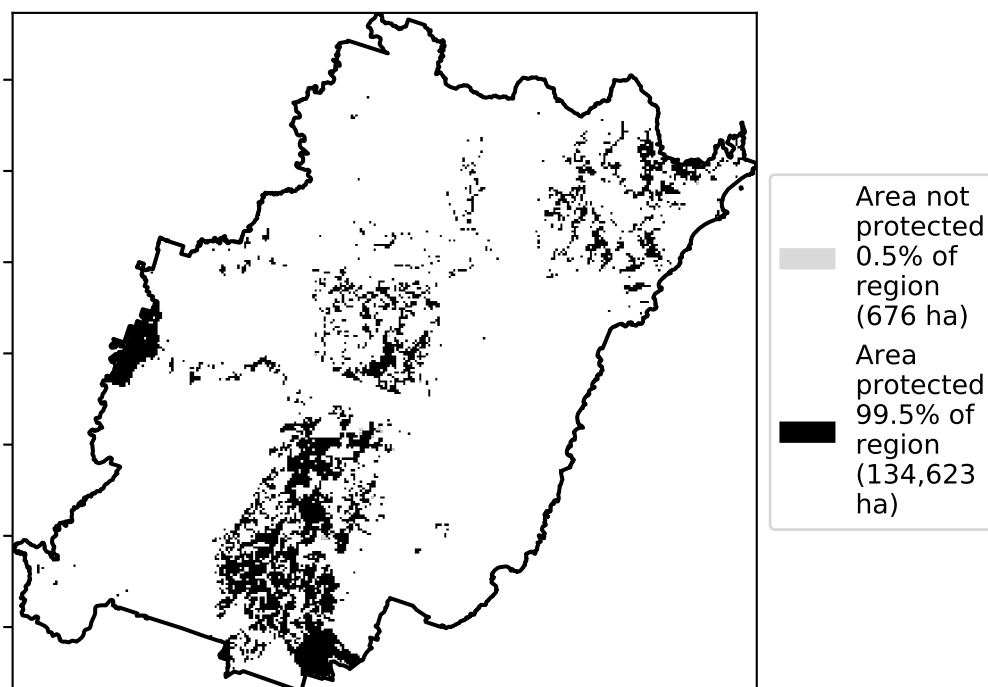 Area not
protected
0.5% of
region
(676 ha)
Area
protected
99.5% of
region
(134,623
ha)